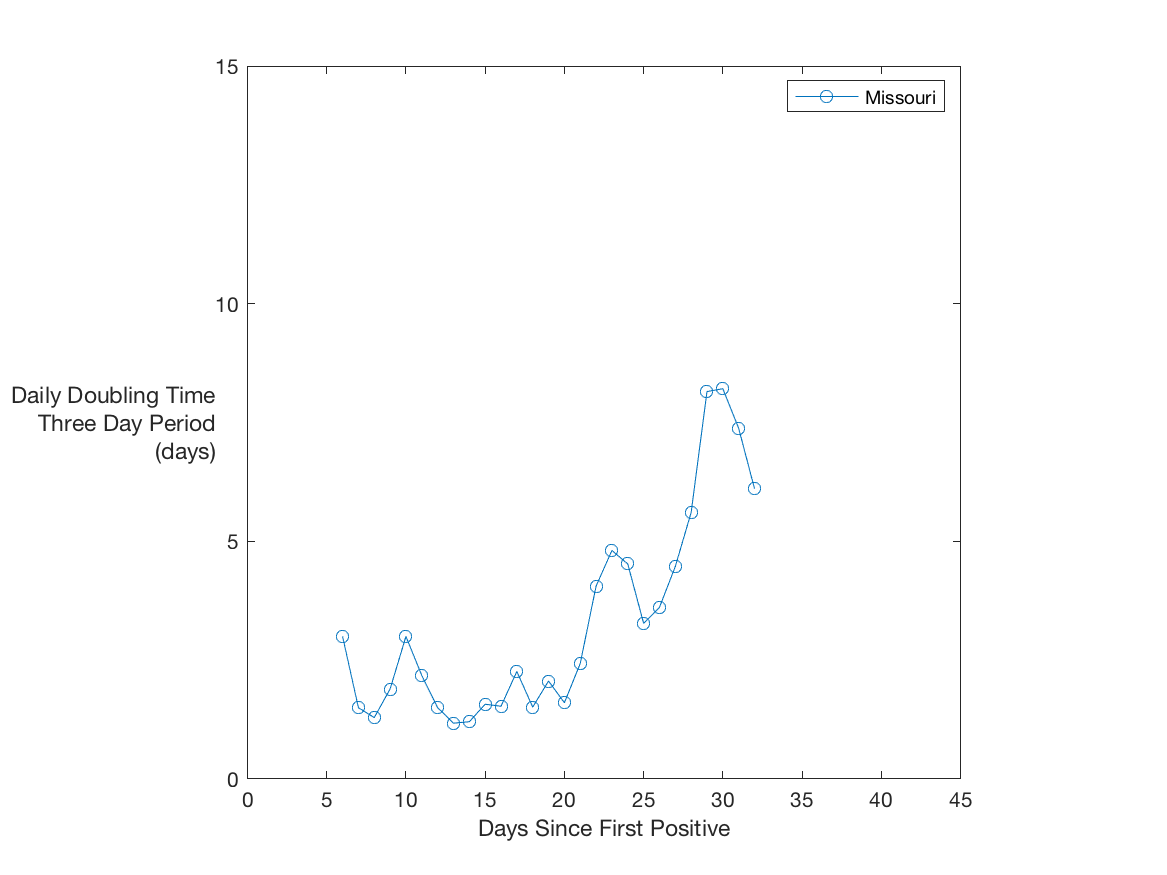 15
Missouri
10
Daily Doubling Time
Three Day Period
(days)
5
0
0 5 10 15 20 25 30 35 40 45
Days Since First Positive